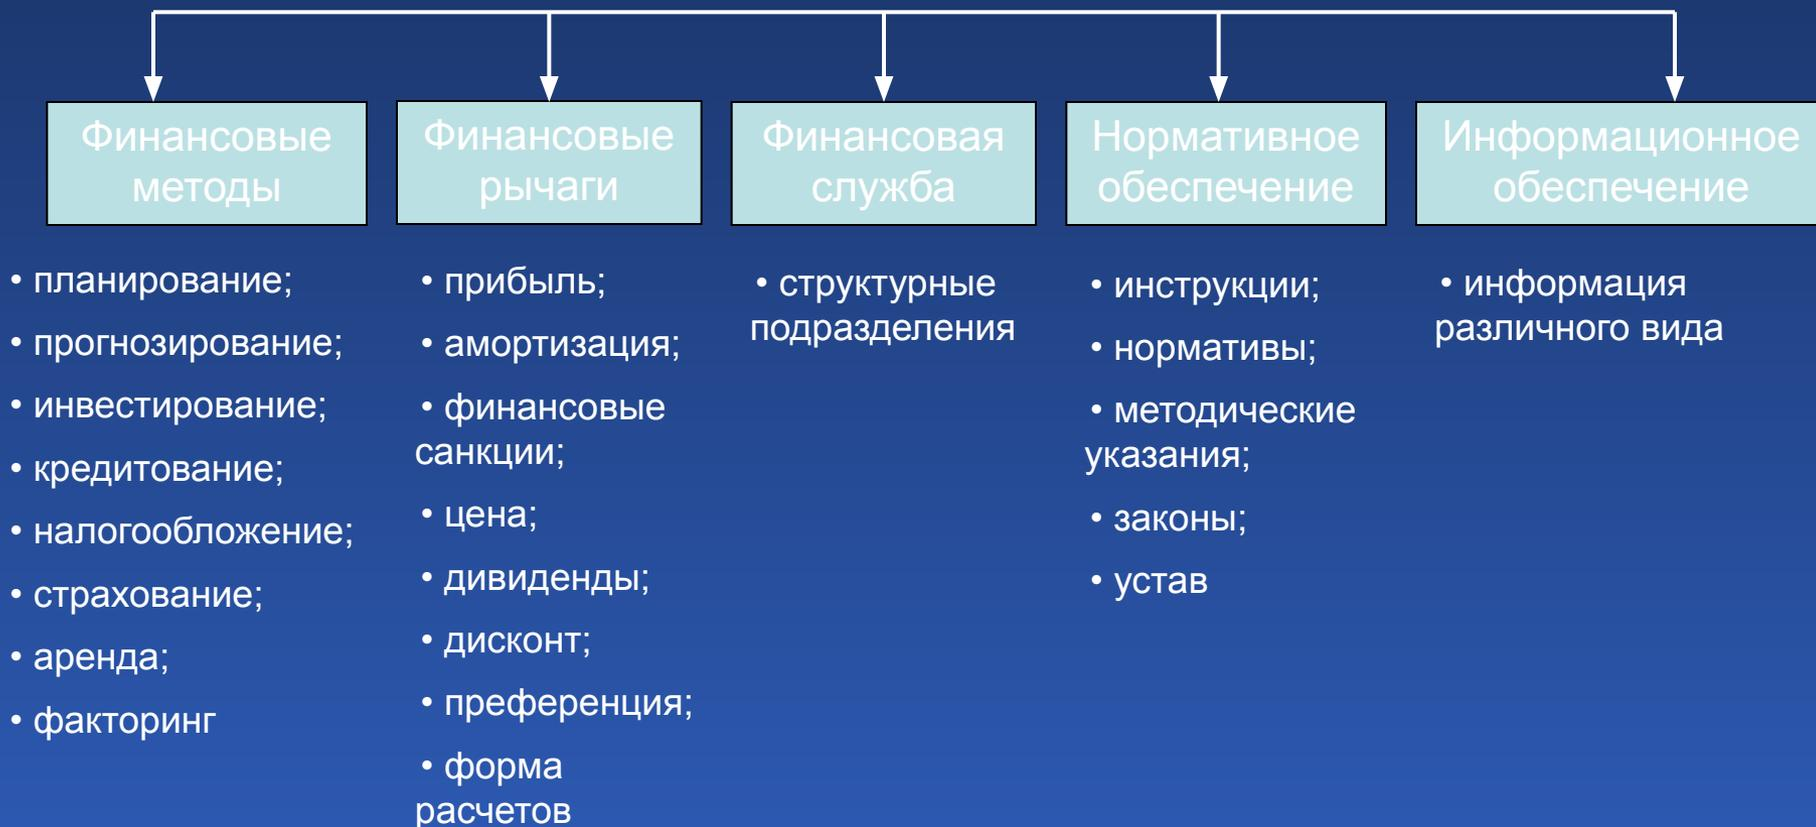 Финансовые
методы
• планирование;
• прогнозирование;
• инвестирование;
• кредитование;
• налогообложение;
• страхование;
• аренда;
• факторинг
Финансовые
рычаги
• прибыль;
• амортизация;
• финансовые
санкции;
• цена;
• дивиденды;
• дисконт;
• преференция;
• форма
расчетов
Финансовая
служба
• структурные
подразделения
Нормативное
обеспечение
• инструкции;
• нормативы;
• методические
указания;
• законы;
• устав
Информационное
обеспечение
• информация
различного вида